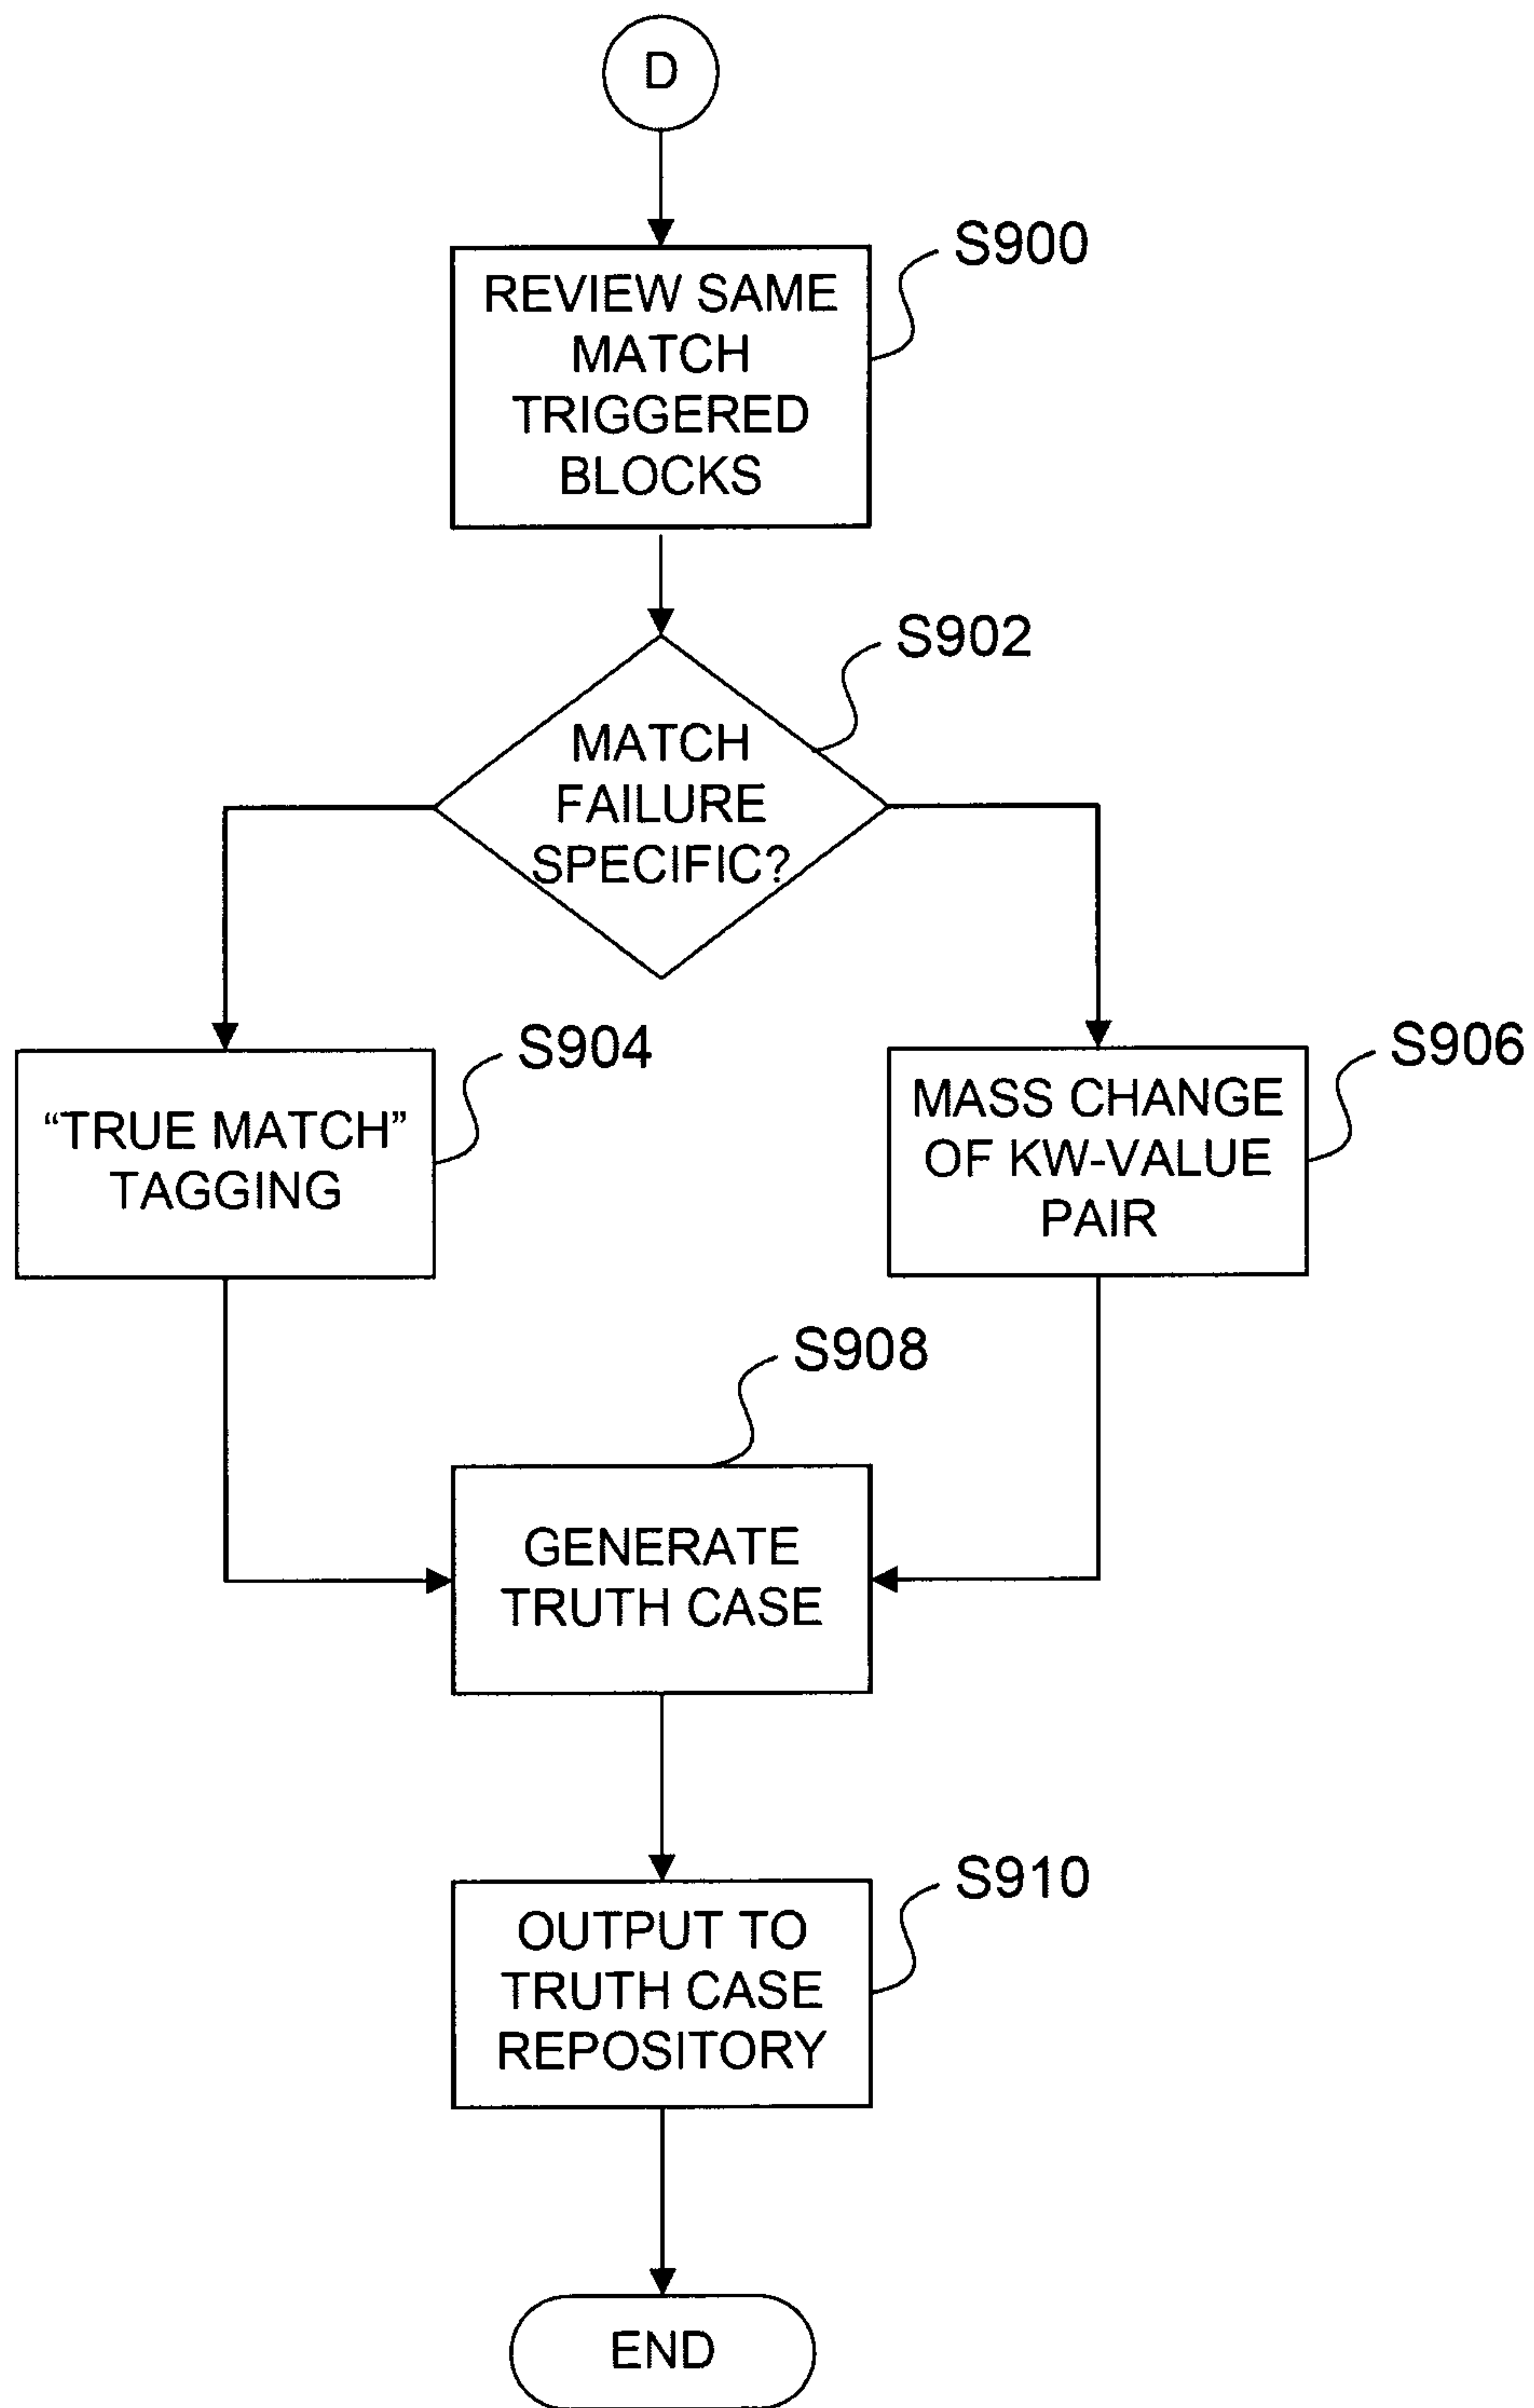 D
S900
REVIEW SAME
MATCH
TRIGGERED
BLOCKS
S902
MATCH
FAILURE
SPECIFIC?
S904
“TRUE MATCH”
TAGGING
S906
MASS CHANGE
OF KW-VALUE
PAIR
S908
GENERATE
TRUTH CASE
S910
OUTPUT TO
TRUTH CASE
REPOSITORY
END